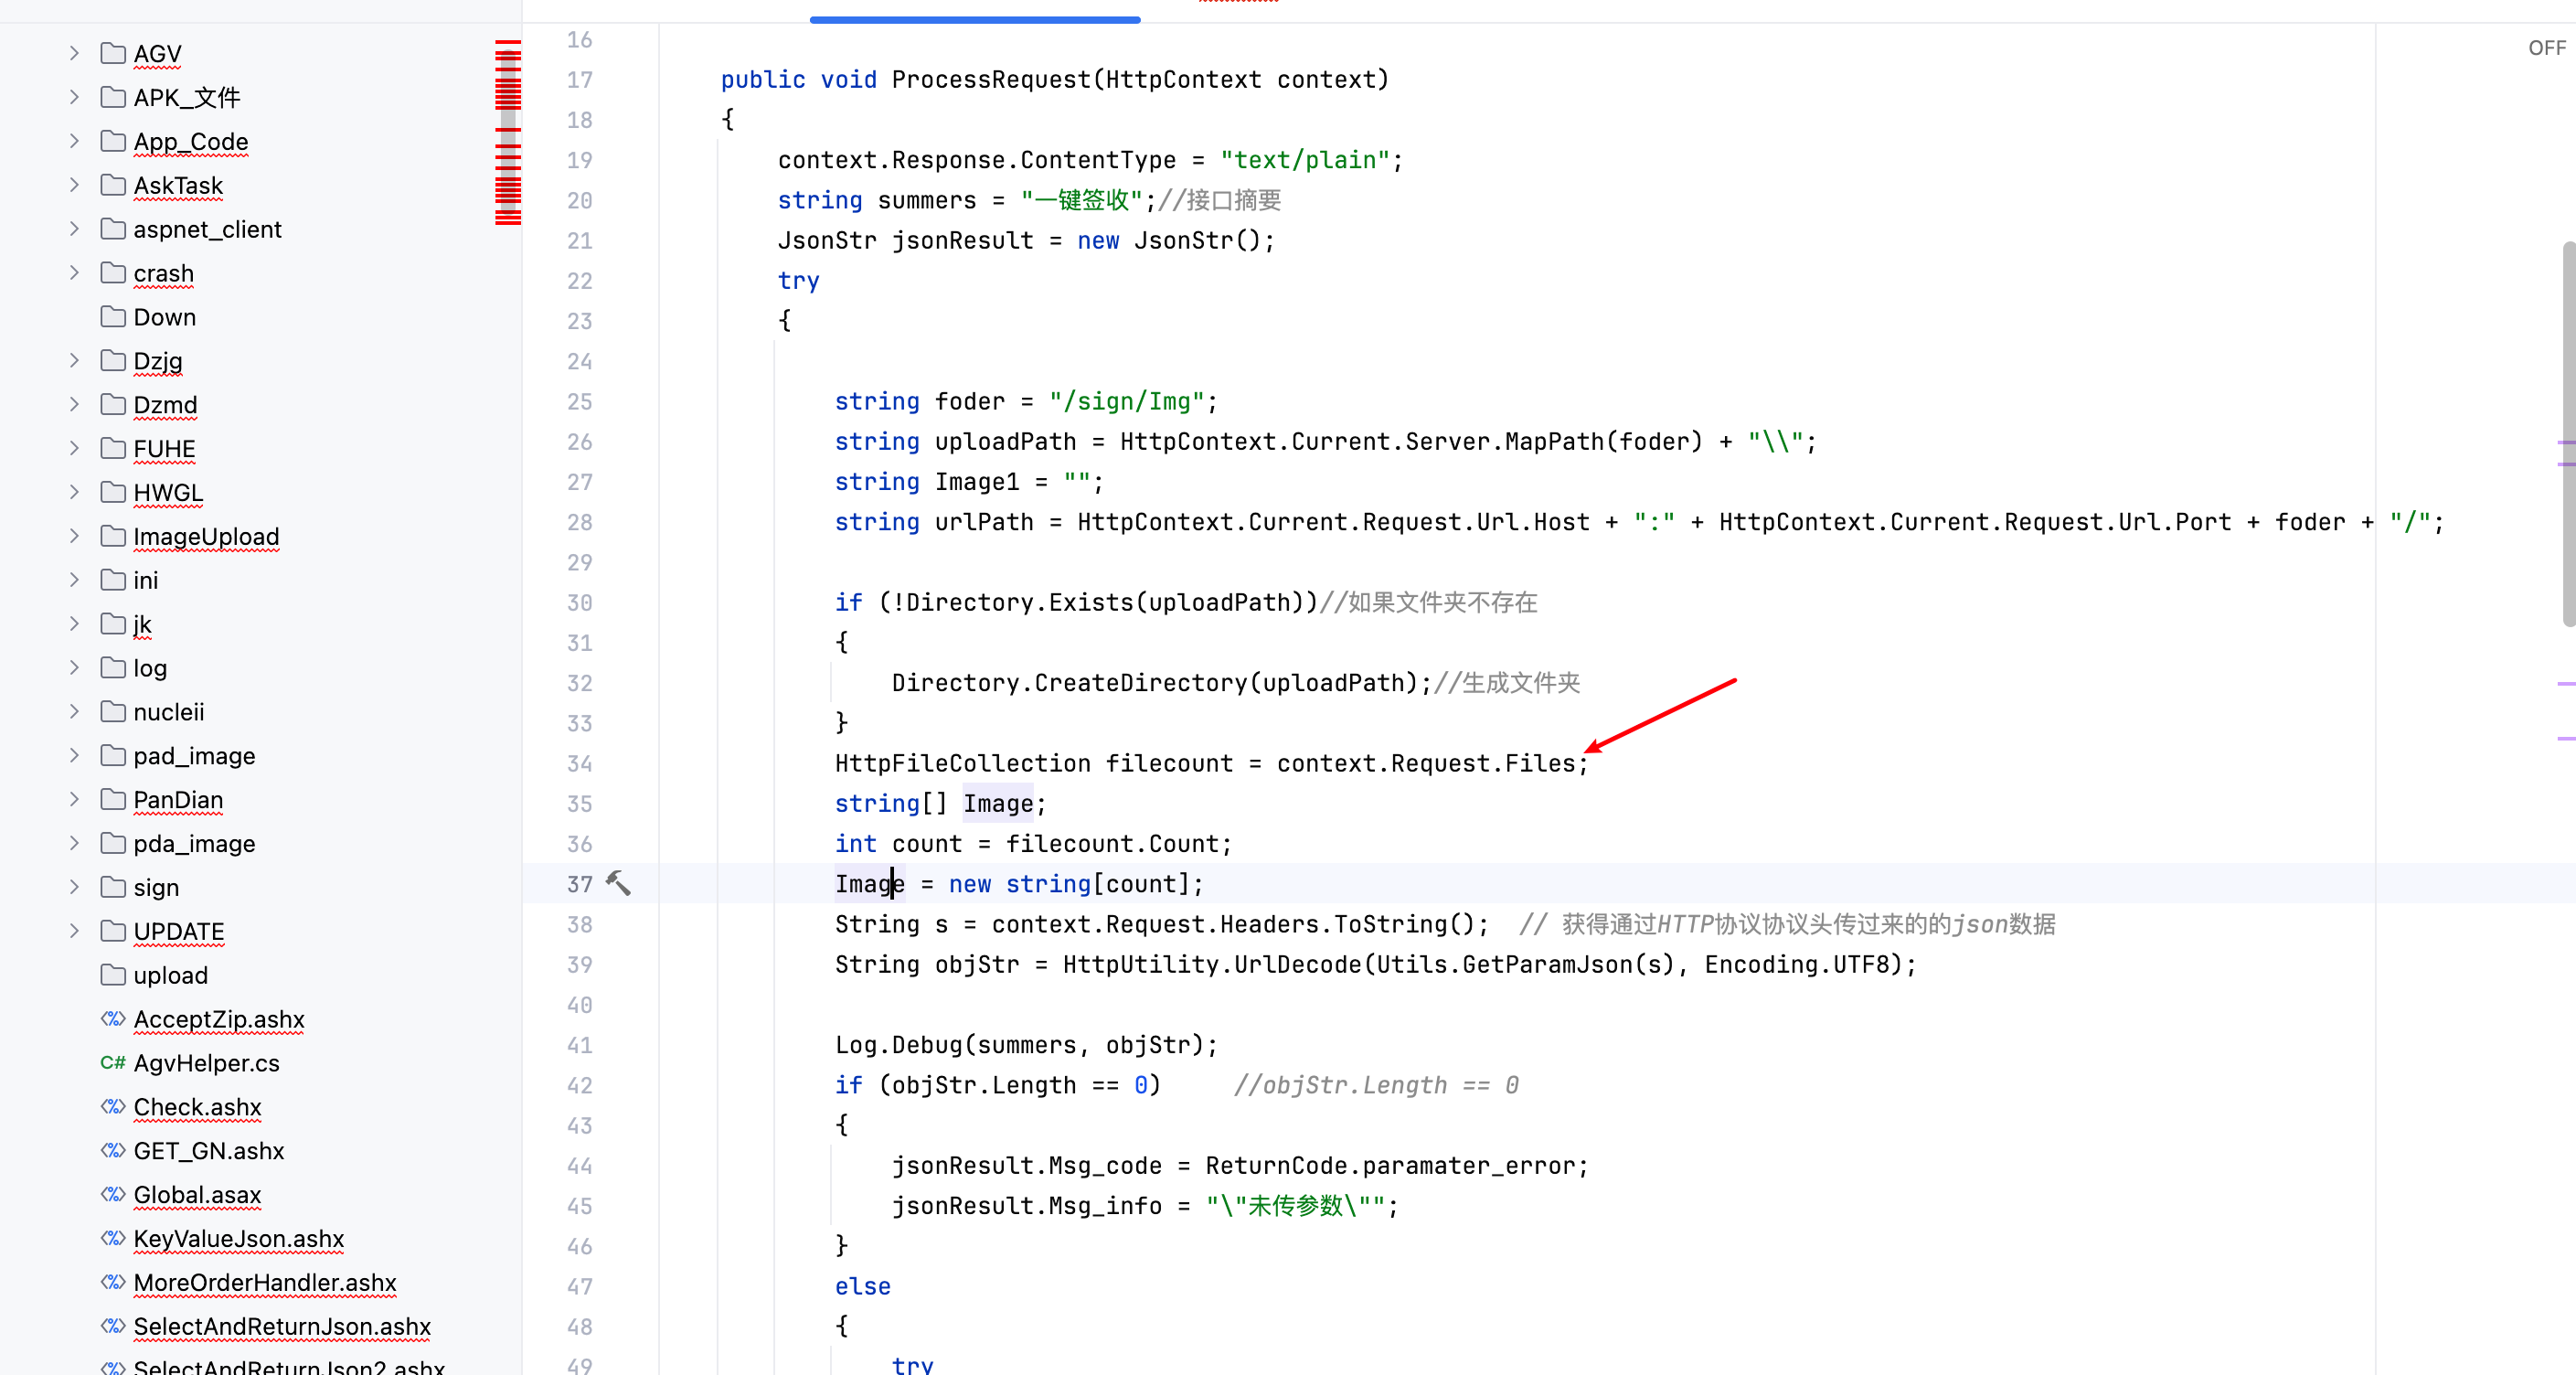 AGV
APK_文件
App_Code
AskTask
aspnet_client
crash
Down
Dzjg
Dzmd
FUHE
HWGL
ImageUpload
ini
jk
log
nucleii
pad_image
PanDian
pda_image
sign
UPDATE
upload
AcceptZip.ashx
C# AgvHelper.cs
Check.ashx
GET_GN.ashx
Global.asax
KeyValueJson.ashx
MoreOrderHandler.ashx
SelectAndReturnJson.ashx
SelectAndReturnJson2.ashx
OFF
16
17 public void ProcessRequest(HttpContext context)
18 {
19 context.Response.ContentType = "text/plain";
20 string summers = "一键签收";//接口摘要
21 JsonStr jsonResult = new JsonStr();
22 try
23 {
24
25 string foder = "/sign/Img";
26 string uploadPath = HttpContext.Current.Server.MapPath(foder) + "\\";
27 string Image1 = "";
28 string urlPath = HttpContext.Current.Request.Url.Host + ":" + HttpContext.Current.Request.Url.Port + foder + "/";
29
30 if (!Directory.Exists(uploadPath))//如果文件夹不存在
31 {
32 Directory.CreateDirectory(uploadPath);//生成文件夹
33 }
34 HttpFileCollection filecount = context.Request.Files;
35 string[] Image;
36 int count = filecount.Count;
37 Image = new string[count];
38 String s = context.Request.Headers.ToString(); // 获得通过HTTP协议协议头传过来的的json数据
39 String objStr = HttpUtility.UrlDecode(Utils.GetParamJson(s), Encoding.UTF8);
40
41 Log.Debug(summers, objStr);
42 if (objStr.Length == 0) //objStr.Length == 0
43 {
44 jsonResult.Msg_code = ReturnCode.paramater_error;
45 jsonResult.Msg_info = "\"未传参数\"";
46 }
47 else
48 {
49 try